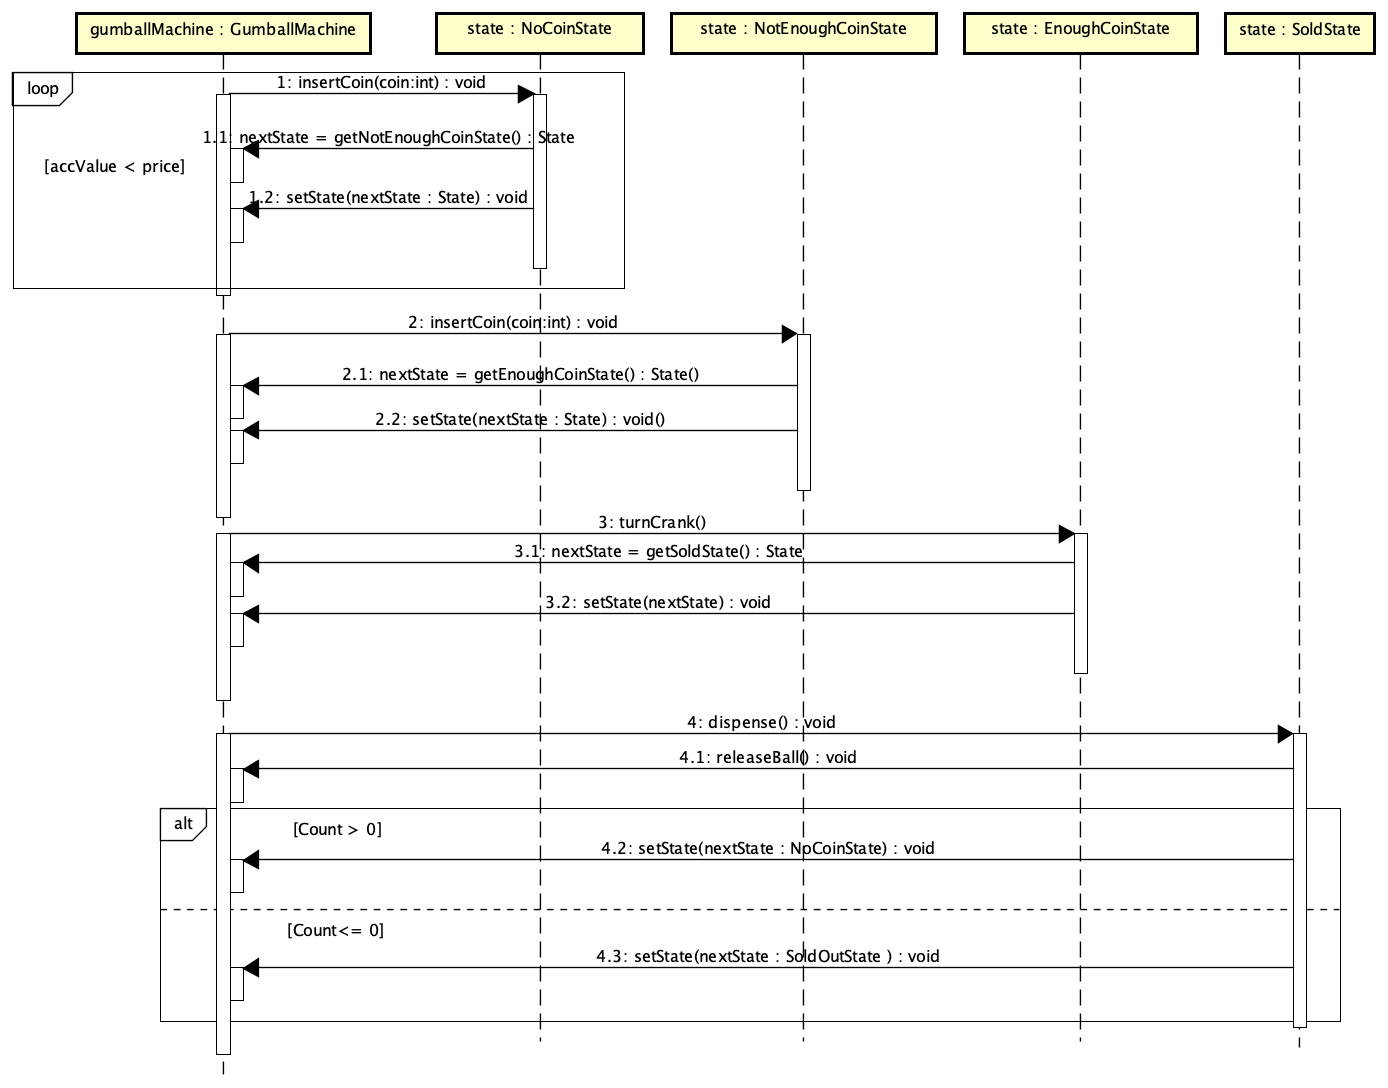 gumballMachine : GumballMachine
state : NoCoinState
state : NotEnoughCoinState
state : EnoughCoinState
state : SoldState
loop
1: insertCoin(coin:int) : void
1.1: nextState = getNotEnoughCoinState() : State
[accValue < price]
1.2: setState(nextState : State) : void
2: insertCoin(coin:int) : void
2.1: nextState = getEnoughCoinState() : State()
2.2: setState(nextState : State) : void()
3: turnCrank()
3.1: nextState = getSoldState() : State
3.2: setState(nextState) : void
4: dispense() : void
4.1: releaseBall() : void
alt
[Count > 0]
4.2: setState(nextState : NoCoinState) : void
[Count<= 0]
4.3: setState(nextState : SoldOutState ) : void